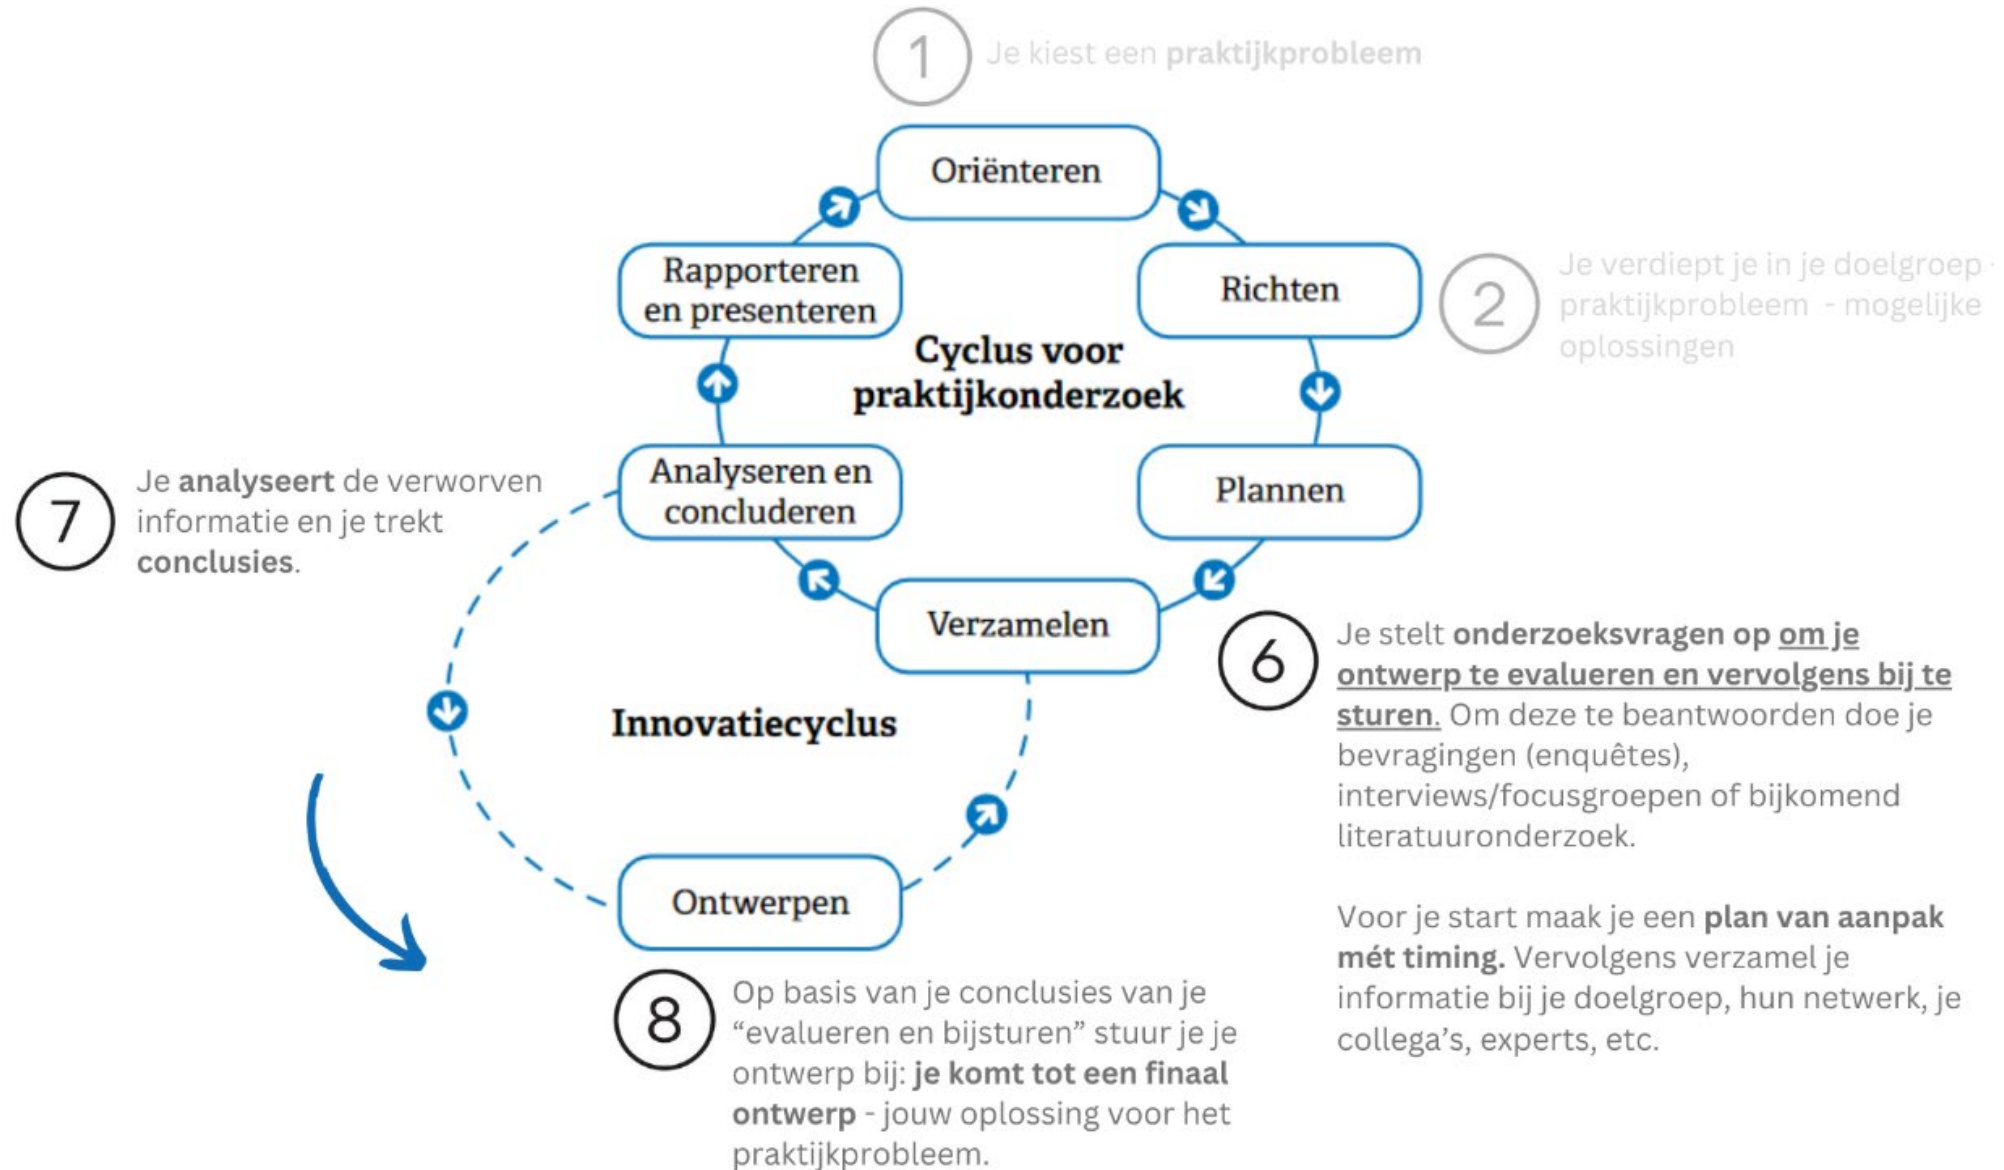 1
Je kiest een praktijkprobleem
Oriënteren
Rapporteren
en presenteren
Richten
2
Je verdiept je in je doelgroep -
praktijkprobleem - mogelijke
oplossingen
Cyclus voor
praktijkonderzoek
7
Je analyseert de verworven
informatie en je trekt
conclusies.
Analyseren en
concluderen
Plannen
Verzamelen
6
Je stelt onderzoeksvragen op om je
ontwerp te evalueren en vervolgens bij te
sturen. Om deze te beantwoorden doe je
bevragingen (enquêtes),
interviews/focusgroepen of bijkomend
literatuuronderzoek.
Voor je start maak je een plan van aanpak
mét timing. Vervolgens verzamel je
informatie bij je doelgroep, hun netwerk, je
collega's, experts, etc.
Innovatiecyclus
Ontwerpen
8
Op basis van je conclusies van je
“evalueren en bijsturen” stuur je je
ontwerp bij: je komt tot een finaal
ontwerp - jouw oplossing voor het
praktijkprobleem.